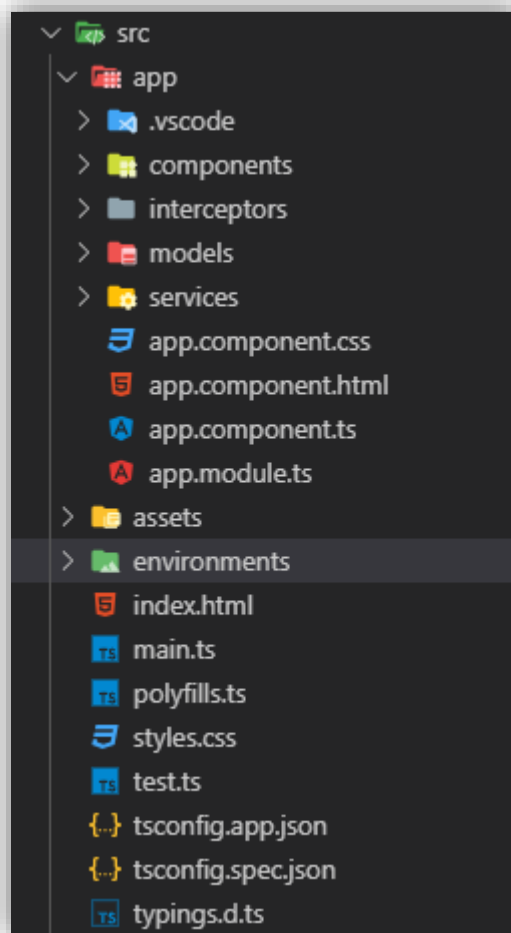 src
app
.vscode
components
interceptors
models
services
app.component.css
app.component.html
app.component.ts
app.module.ts
assets
environments
index.html
main.ts
polyfills.ts
styles.css
test.ts
tsconfig.app.json
tsconfig.spec.json
typings.d.ts